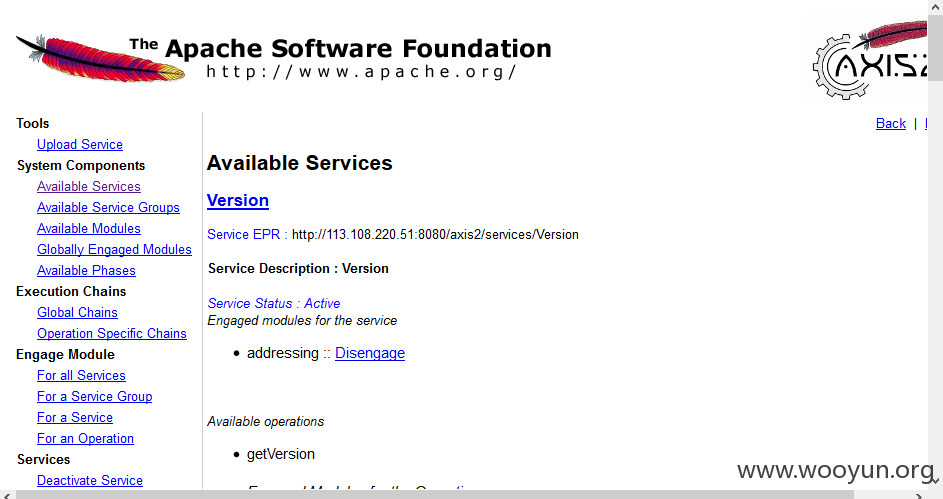 The Apache Software Foundation
http://www.apache.org/
AXIS2
Back |
Tools
Upload Service
System Components
Available Services
Available Service Groups
Available Modules
Globally Engaged Modules
Available Phases
Execution Chains
Global Chains
Operation Specific Chains
Engage Module
For all Services
For a Service Group
For a Service
For an Operation
Services
Deactivate Service
Available Services
Version
Service EPR : http://113.108.220.51:8080/axis2/services/Version
Service Description : Version
Service Status : Active
Engaged modules for the service
addressing :: Disengage
Available operations
getVersion
www.wooyun.org